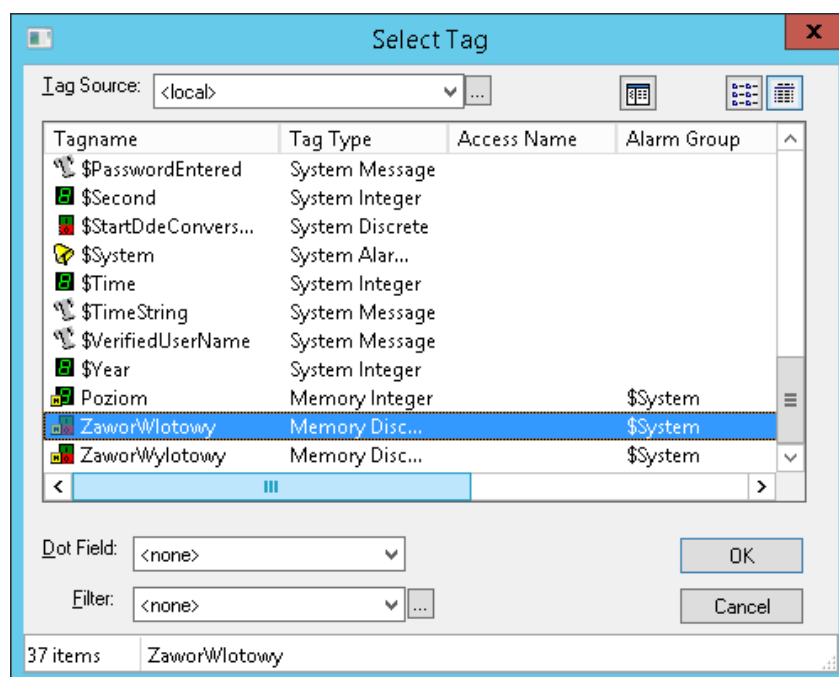 Select Tag
x
Tag Source: <local> ...
Tagname Tag Type Access Name Alarm Group
$PasswordEntered System Message
$Second System Integer
$StartDdeConvers... System Discrete
$System System Alar...
$Time System Integer
$TimeString System Message
$VerifiedUserName System Message
$Year System Integer
Poziom Memory Integer $System
ZaworWlotowy Memory Disc... $System
ZaworWylotowy Memory Disc... $System
Dot Field: <none> OK
Filter: <none> ... Cancel
37 items ZaworWlotowy